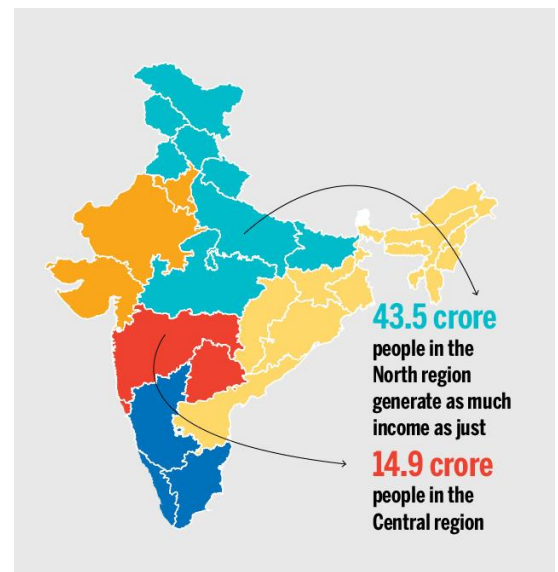 43.5 crore
people in the
North region
generate as much
income as just
14.9 crore
people in the
Central region